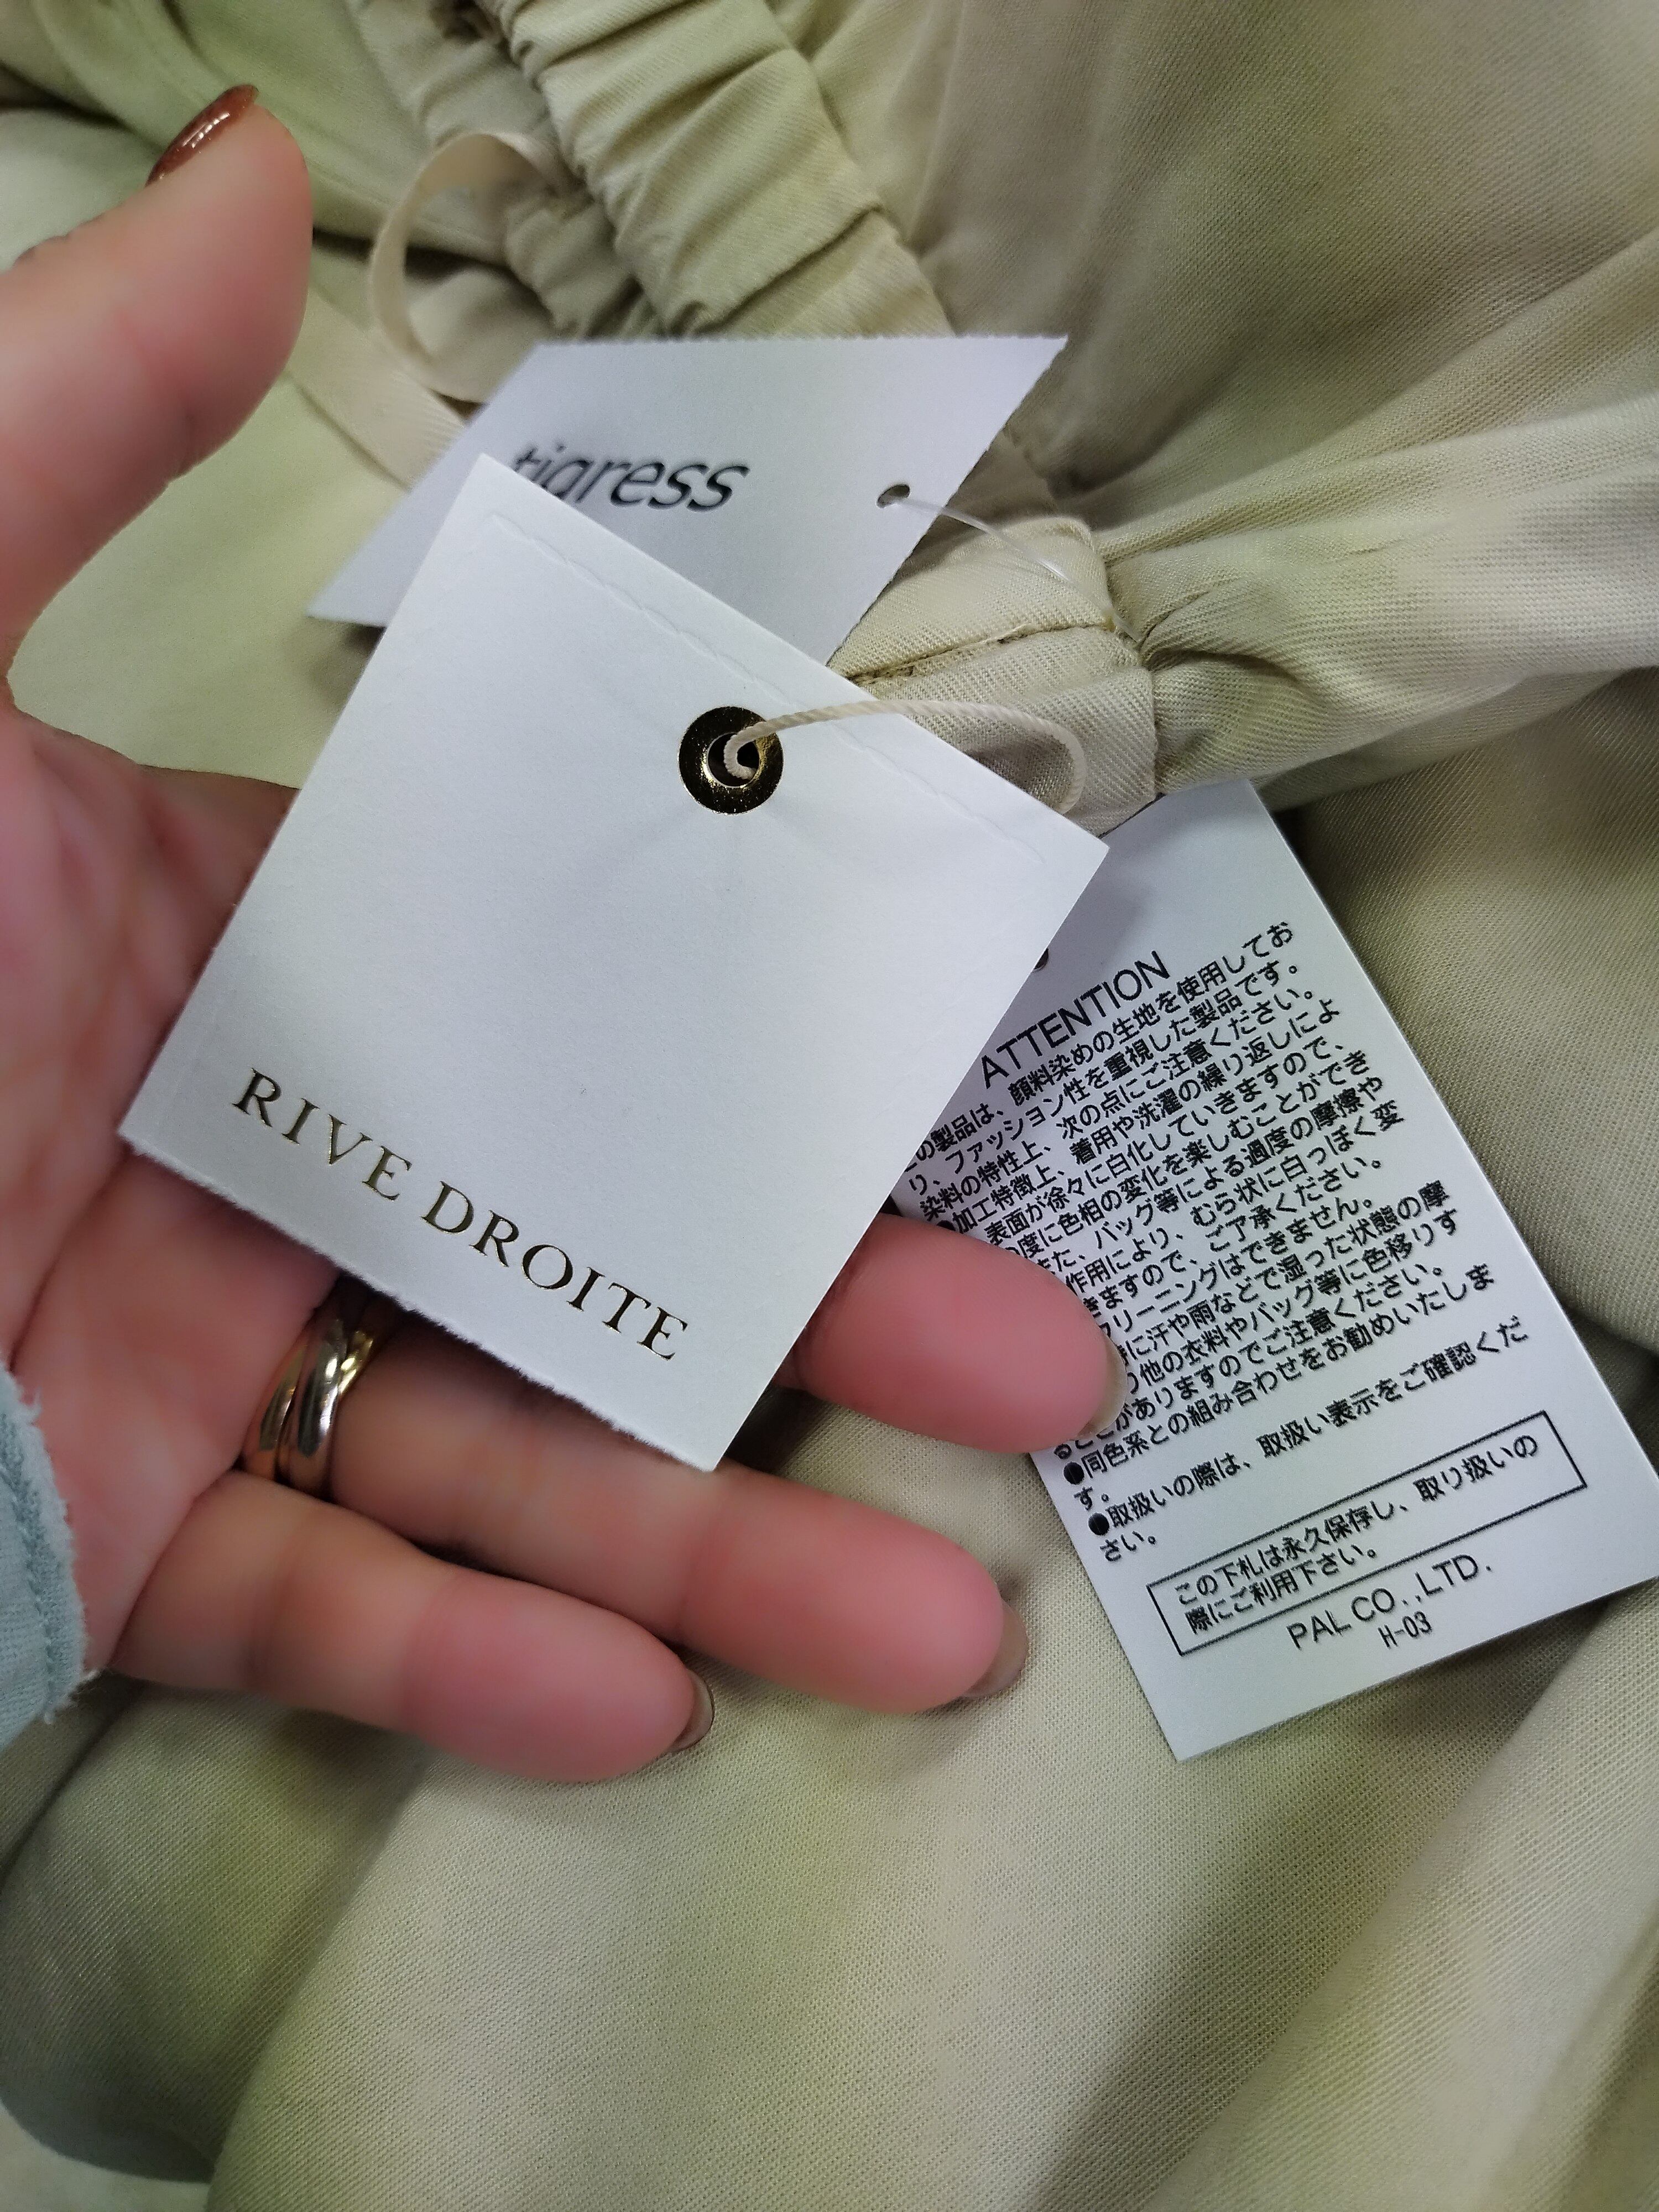 tigress
RIVE DROITE
ATTENTION
の製品は、顔料染めの生地を使用してお
り、ファッション性を重視した製品です。
染料の特性上、次の点にご注意ください。
●加工特徴上、着用や洗濯の繰り返しによ
表面が徐々に白化していきますので、
の度に色相の変化を楽しむことができ
また、バッグ等による過度の摩擦や
作用により、むら状に白っぽく変
きますので、ご了承ください。
クリーニングはできません。
特に汗や雨などで湿った状態の摩
り他の衣料やバッグ等に色移りす
ることがありますのでご注意ください。
●同色系との組み合わせをお勧めいたしま
す。
●取扱いの際は、取扱い表示をご確認くだ
さい。
この下札は永久保存し、取り扱いの
際にご利用下さい。
PAL CO.,LTD.
H-03